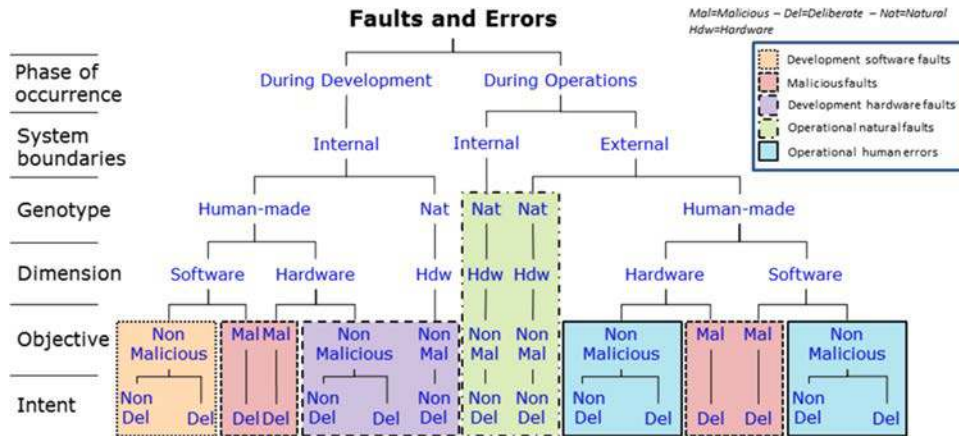 Faults and Errors
Mal=Malicious – Del=Deliberate – Nat=Natural
Hdw=Hardware
Development software faults
Malicious faults
Development hardware faults
Operational natural faults
Operational human errors
Phase of
occurrence
During Development During Operations
System
boundaries
Internal Internal External
Genotype Human-made Nat Nat Nat Human-made
Dimension Software Hardware Hdw Hdw Hdw Hardware Software
Objective
Non Mal Mal Non Non Non Non Non Mal Mal Non
Malicious Malicious Mal Mal Mal Malicious Malicious
Intent
Non Non Non Non Non Non Non
Del Del Del Del Del Del Del Del Del Del Del Del Del Del Del